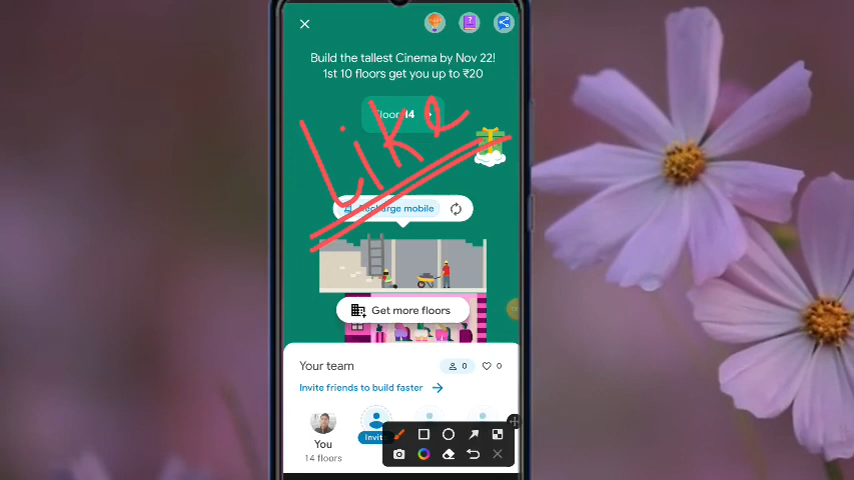 Build the tallest Cinema by Nov 22!
1st 10 floors get you up to ₹20
Floor 14
Like
Recharge mobile
Get more floors
Your team
0
0
Invite friends to build faster
You
Invit
14 floors